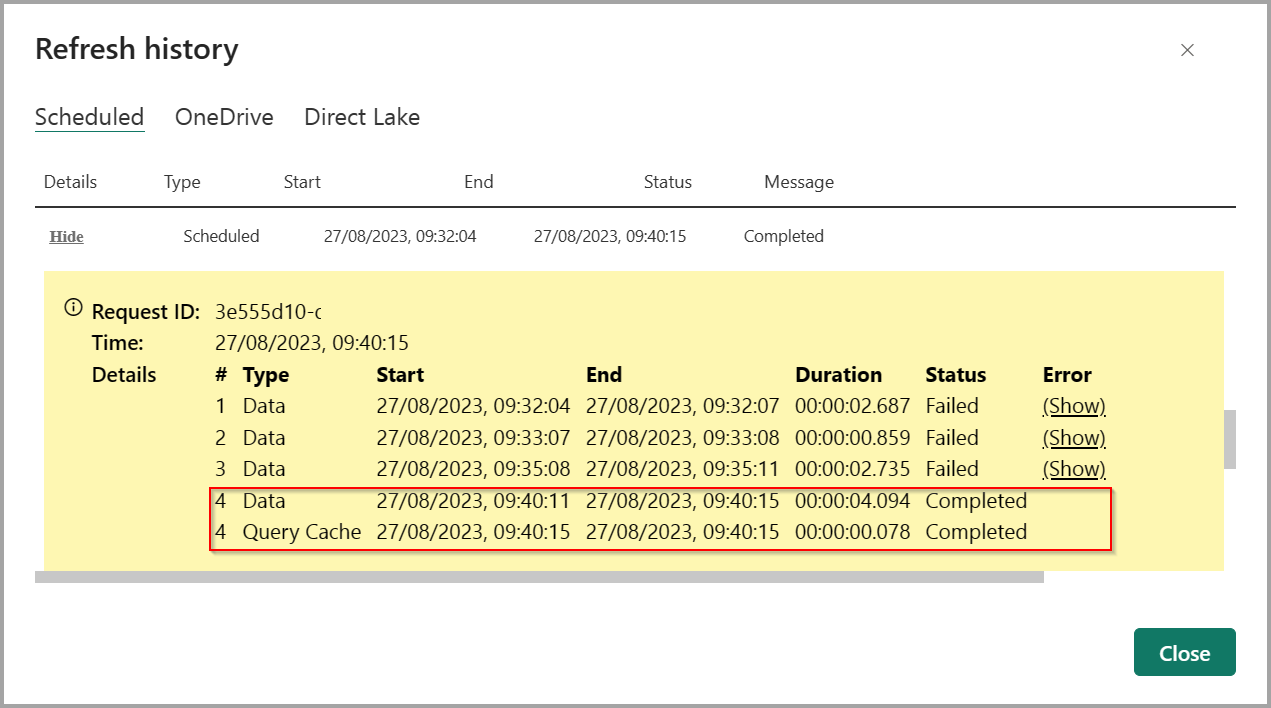 Refresh history
Scheduled OneDrive Direct Lake
Details Type Start End Status Message
Hide Scheduled 27/08/2023, 09:32:04 27/08/2023, 09:40:15 Completed
Request ID: 3e555d10-c
Time: 27/08/2023, 09:40:15
Details # Type Start End Duration Status Error
1 Data 27/08/2023, 09:32:04 27/08/2023, 09:32:07 00:00:02.687 Failed (Show)
2 Data 27/08/2023, 09:33:07 27/08/2023, 09:33:08 00:00:00.859 Failed (Show)
3 Data 27/08/2023, 09:35:08 27/08/2023, 09:35:11 00:00:02.735 Failed (Show)
4 Data 27/08/2023, 09:40:11 27/08/2023, 09:40:15 00:00:04.094 Completed
4 Query Cache 27/08/2023, 09:40:15 27/08/2023, 09:40:15 00:00:00.078 Completed
Close